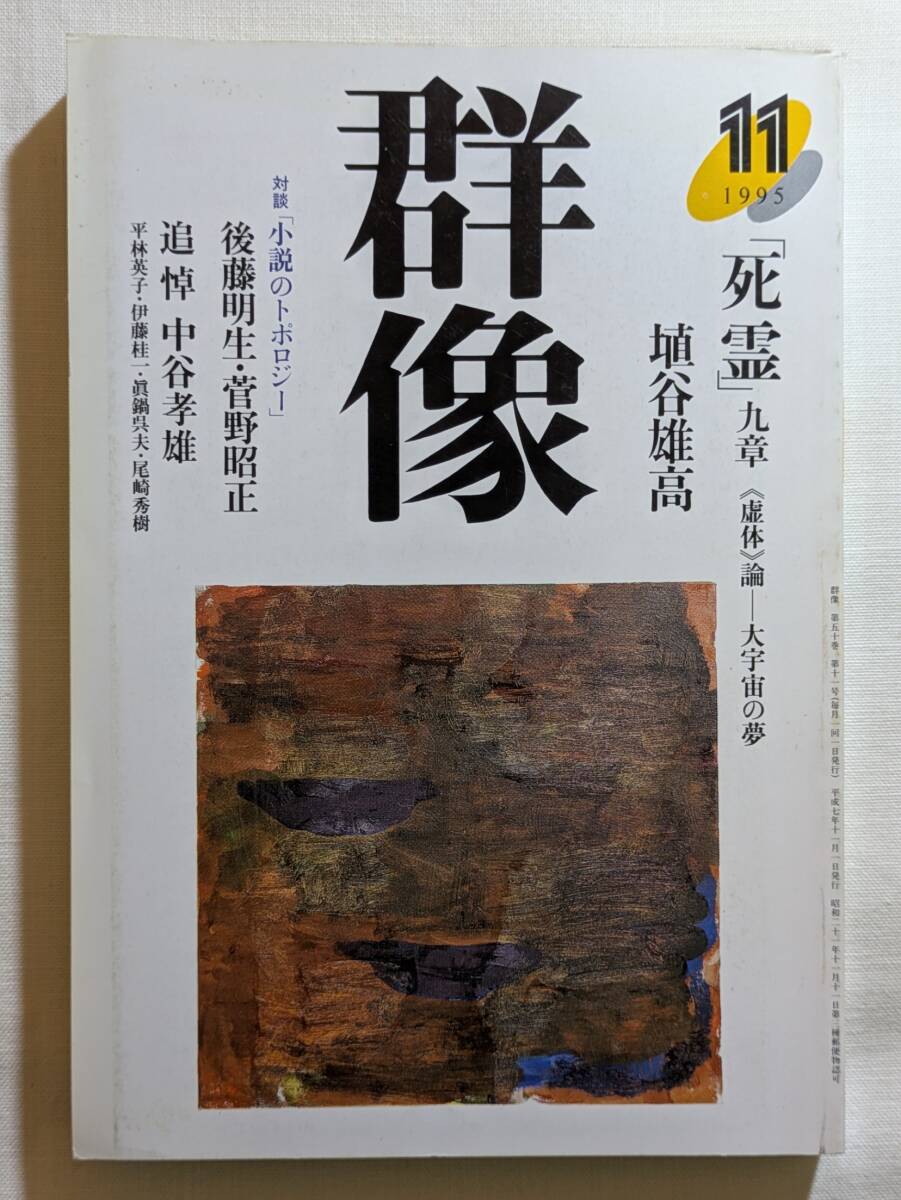 群像
11
1995
「死霊」九章 《虚体》論――大宇宙の夢
埴谷雄高
対談「小説のトポロジー」
後藤明生・菅野昭正
追悼 中谷孝雄
平林英子・伊藤桂一・眞鍋呉夫・尾崎秀樹
群像 第五十巻 第十一号(毎月一回一日発行) 平成七年十一月一日発行 昭和二十一年十一月十一日第三種郵便物認可